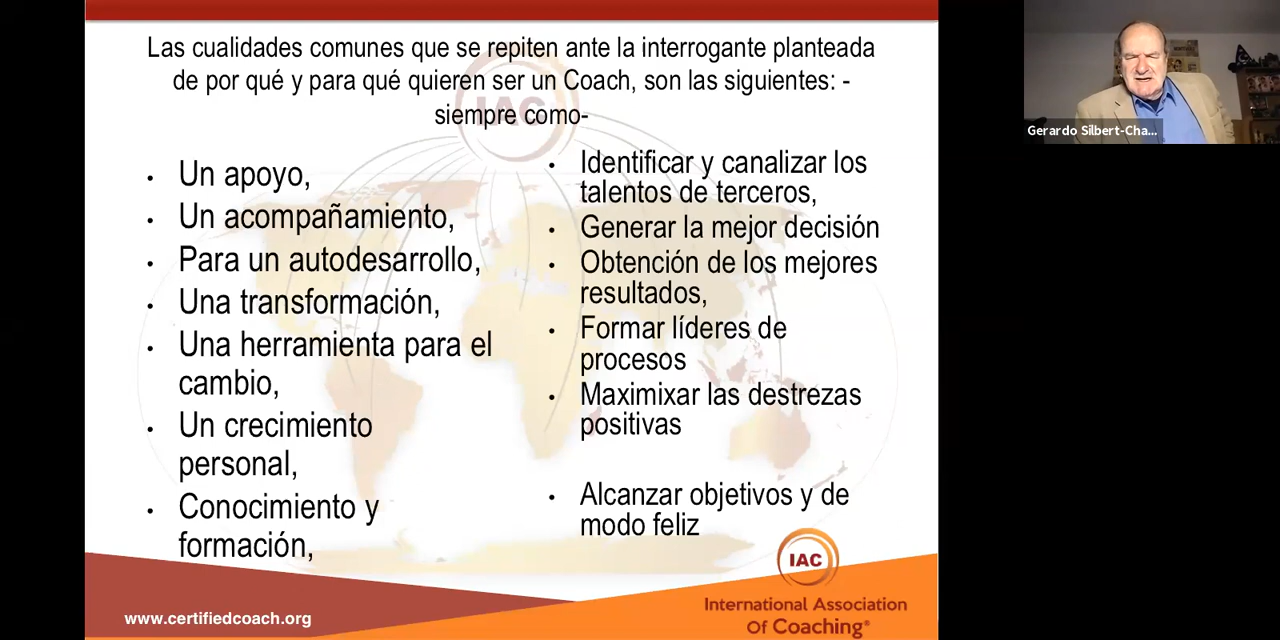 Las cualidades comunes que se repiten ante la interrogante planteada
de por qué y para qué quieren ser un Coach, son las siguientes: -
siempre como-
• Un apoyo,
• Un acompañamiento,
• Para un autodesarrollo,
• Una transformación,
• Una herramienta para el
cambio,
• Un crecimiento
personal,
• Conocimiento y
formación,
• Identificar y canalizar los
talentos de terceros,
• Generar la mejor decisión
• Obtención de los mejores
resultados,
• Formar líderes de
procesos
• Maximixar las destrezas
positivas
• Alcanzar objetivos y de
modo feliz
IAC
IAC
International Association
Of Coaching®
www.certifiedcoach.org
Gerardo Silbert-Cha...